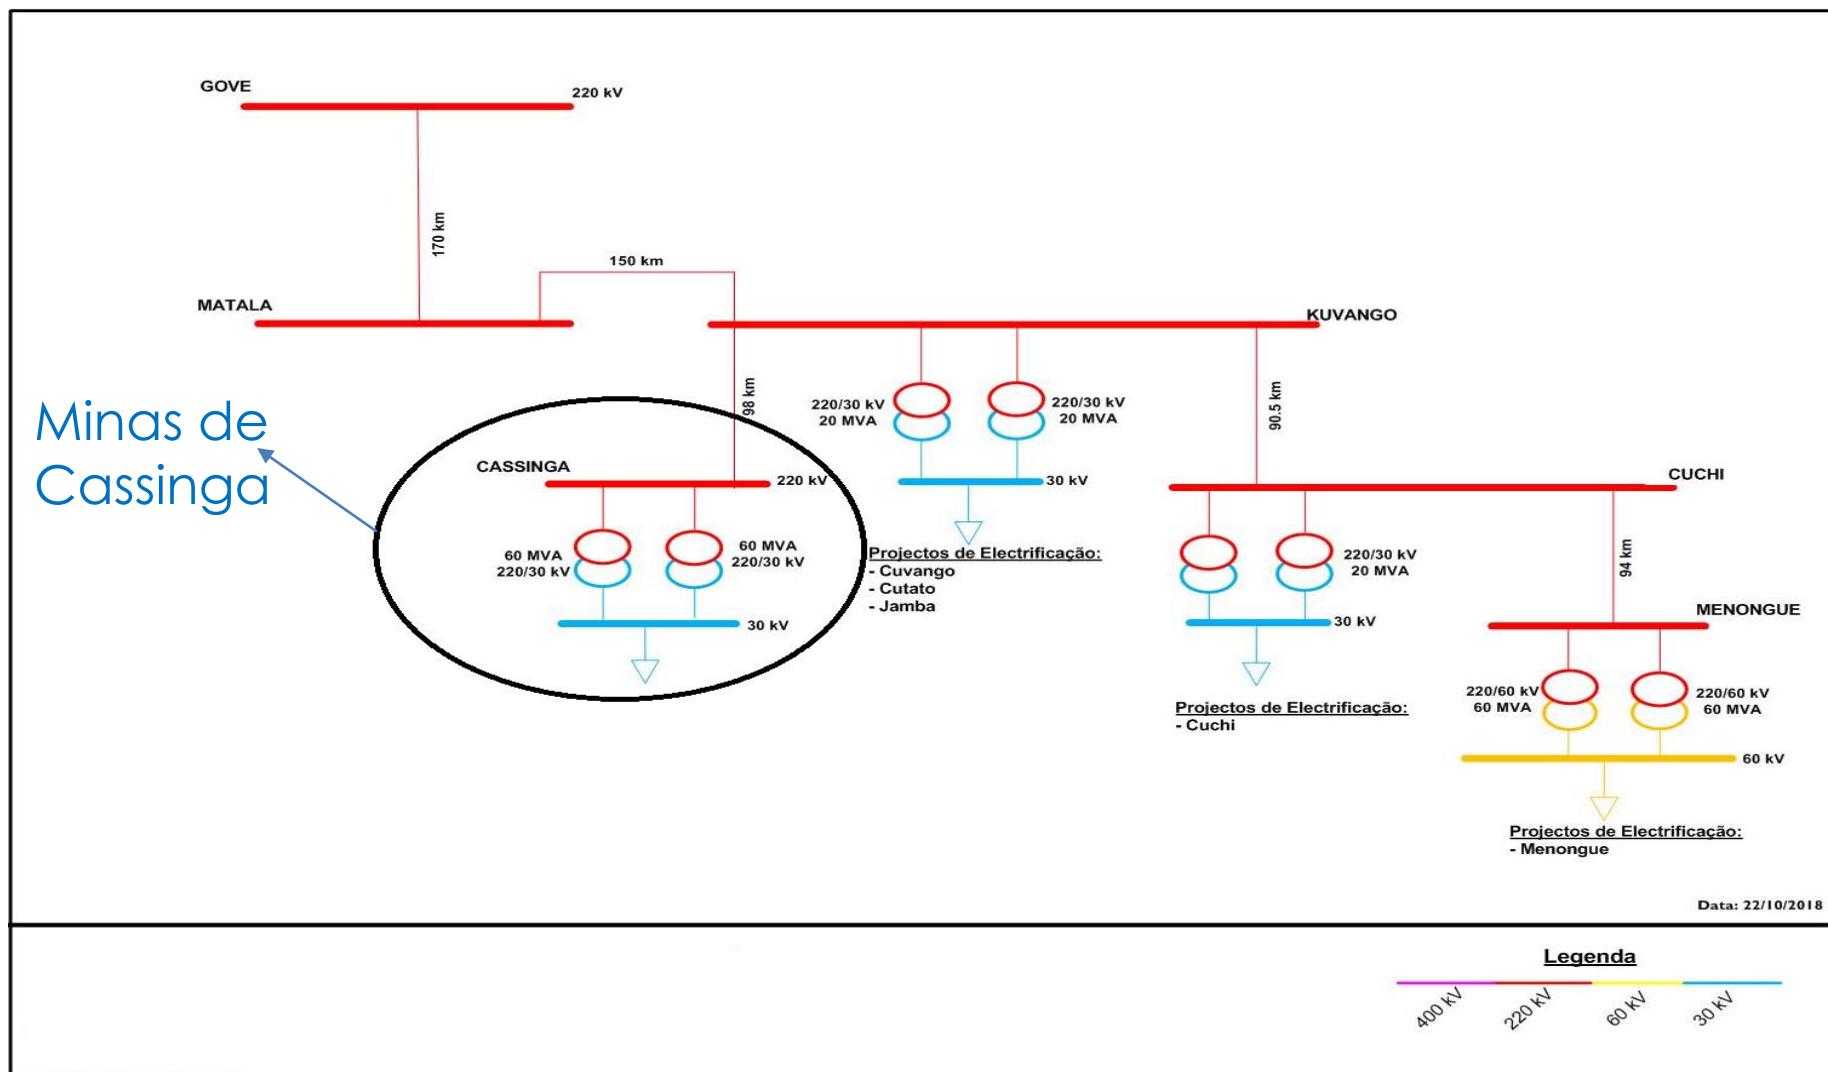 GOVE
220 kV
170 km
150 km
MATALA
KUVANGO
98 km
Minas de
Cassinga
CASSINGA
220 kV
60 MVA
220/30 kV
60 MVA
220/30 kV
30 kV
220/30 kV
20 MVA
220/30 kV
20 MVA
30 kV
Projectos de Electrificação:
- Cuvango
- Cutato
- Jamba
90.5 km
CUCHI
220/30 kV
20 MVA
30 kV
Projectos de Electrificação:
- Cuchi
94 km
MENONGUE
220/60 kV
60 MVA
220/60 kV
60 MVA
60 kV
Projectos de Electrificação:
- Menongue
Data: 22/10/2018
Legenda
400 kV
220 kV
60 kV
30 kV